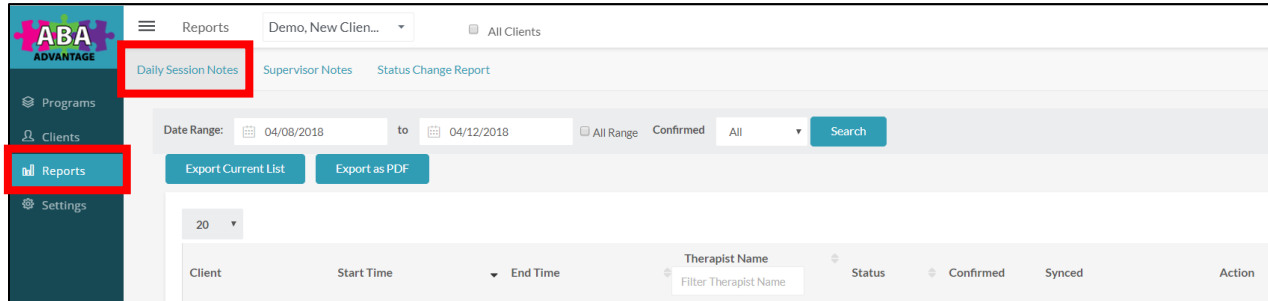 ABA
ADVANTAGE
Programs
Clients
Reports
Settings
Reports Demo, New Clien... All Clients
Daily Session Notes Supervisor Notes Status Change Report
Date Range: 04/08/2018 to 04/12/2018 All Range Confirmed All Search
Export Current List Export as PDF
20
Client Start Time End Time Therapist Name Status Confirmed Synced Action
Filter Therapist Name